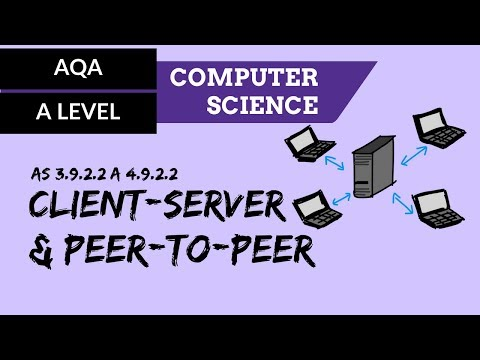 AQA
A LEVEL
COMPUTER
SCIENCE
AS 3.9.2.2 A 4.9.2.2
CLIENT-SERVER
& PEER-TO-PEER